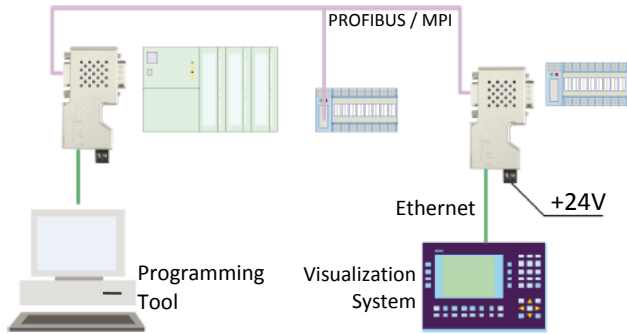 PROFIBUS / MPI
Ethernet
+24V
Programming
Tool
Visualization
System